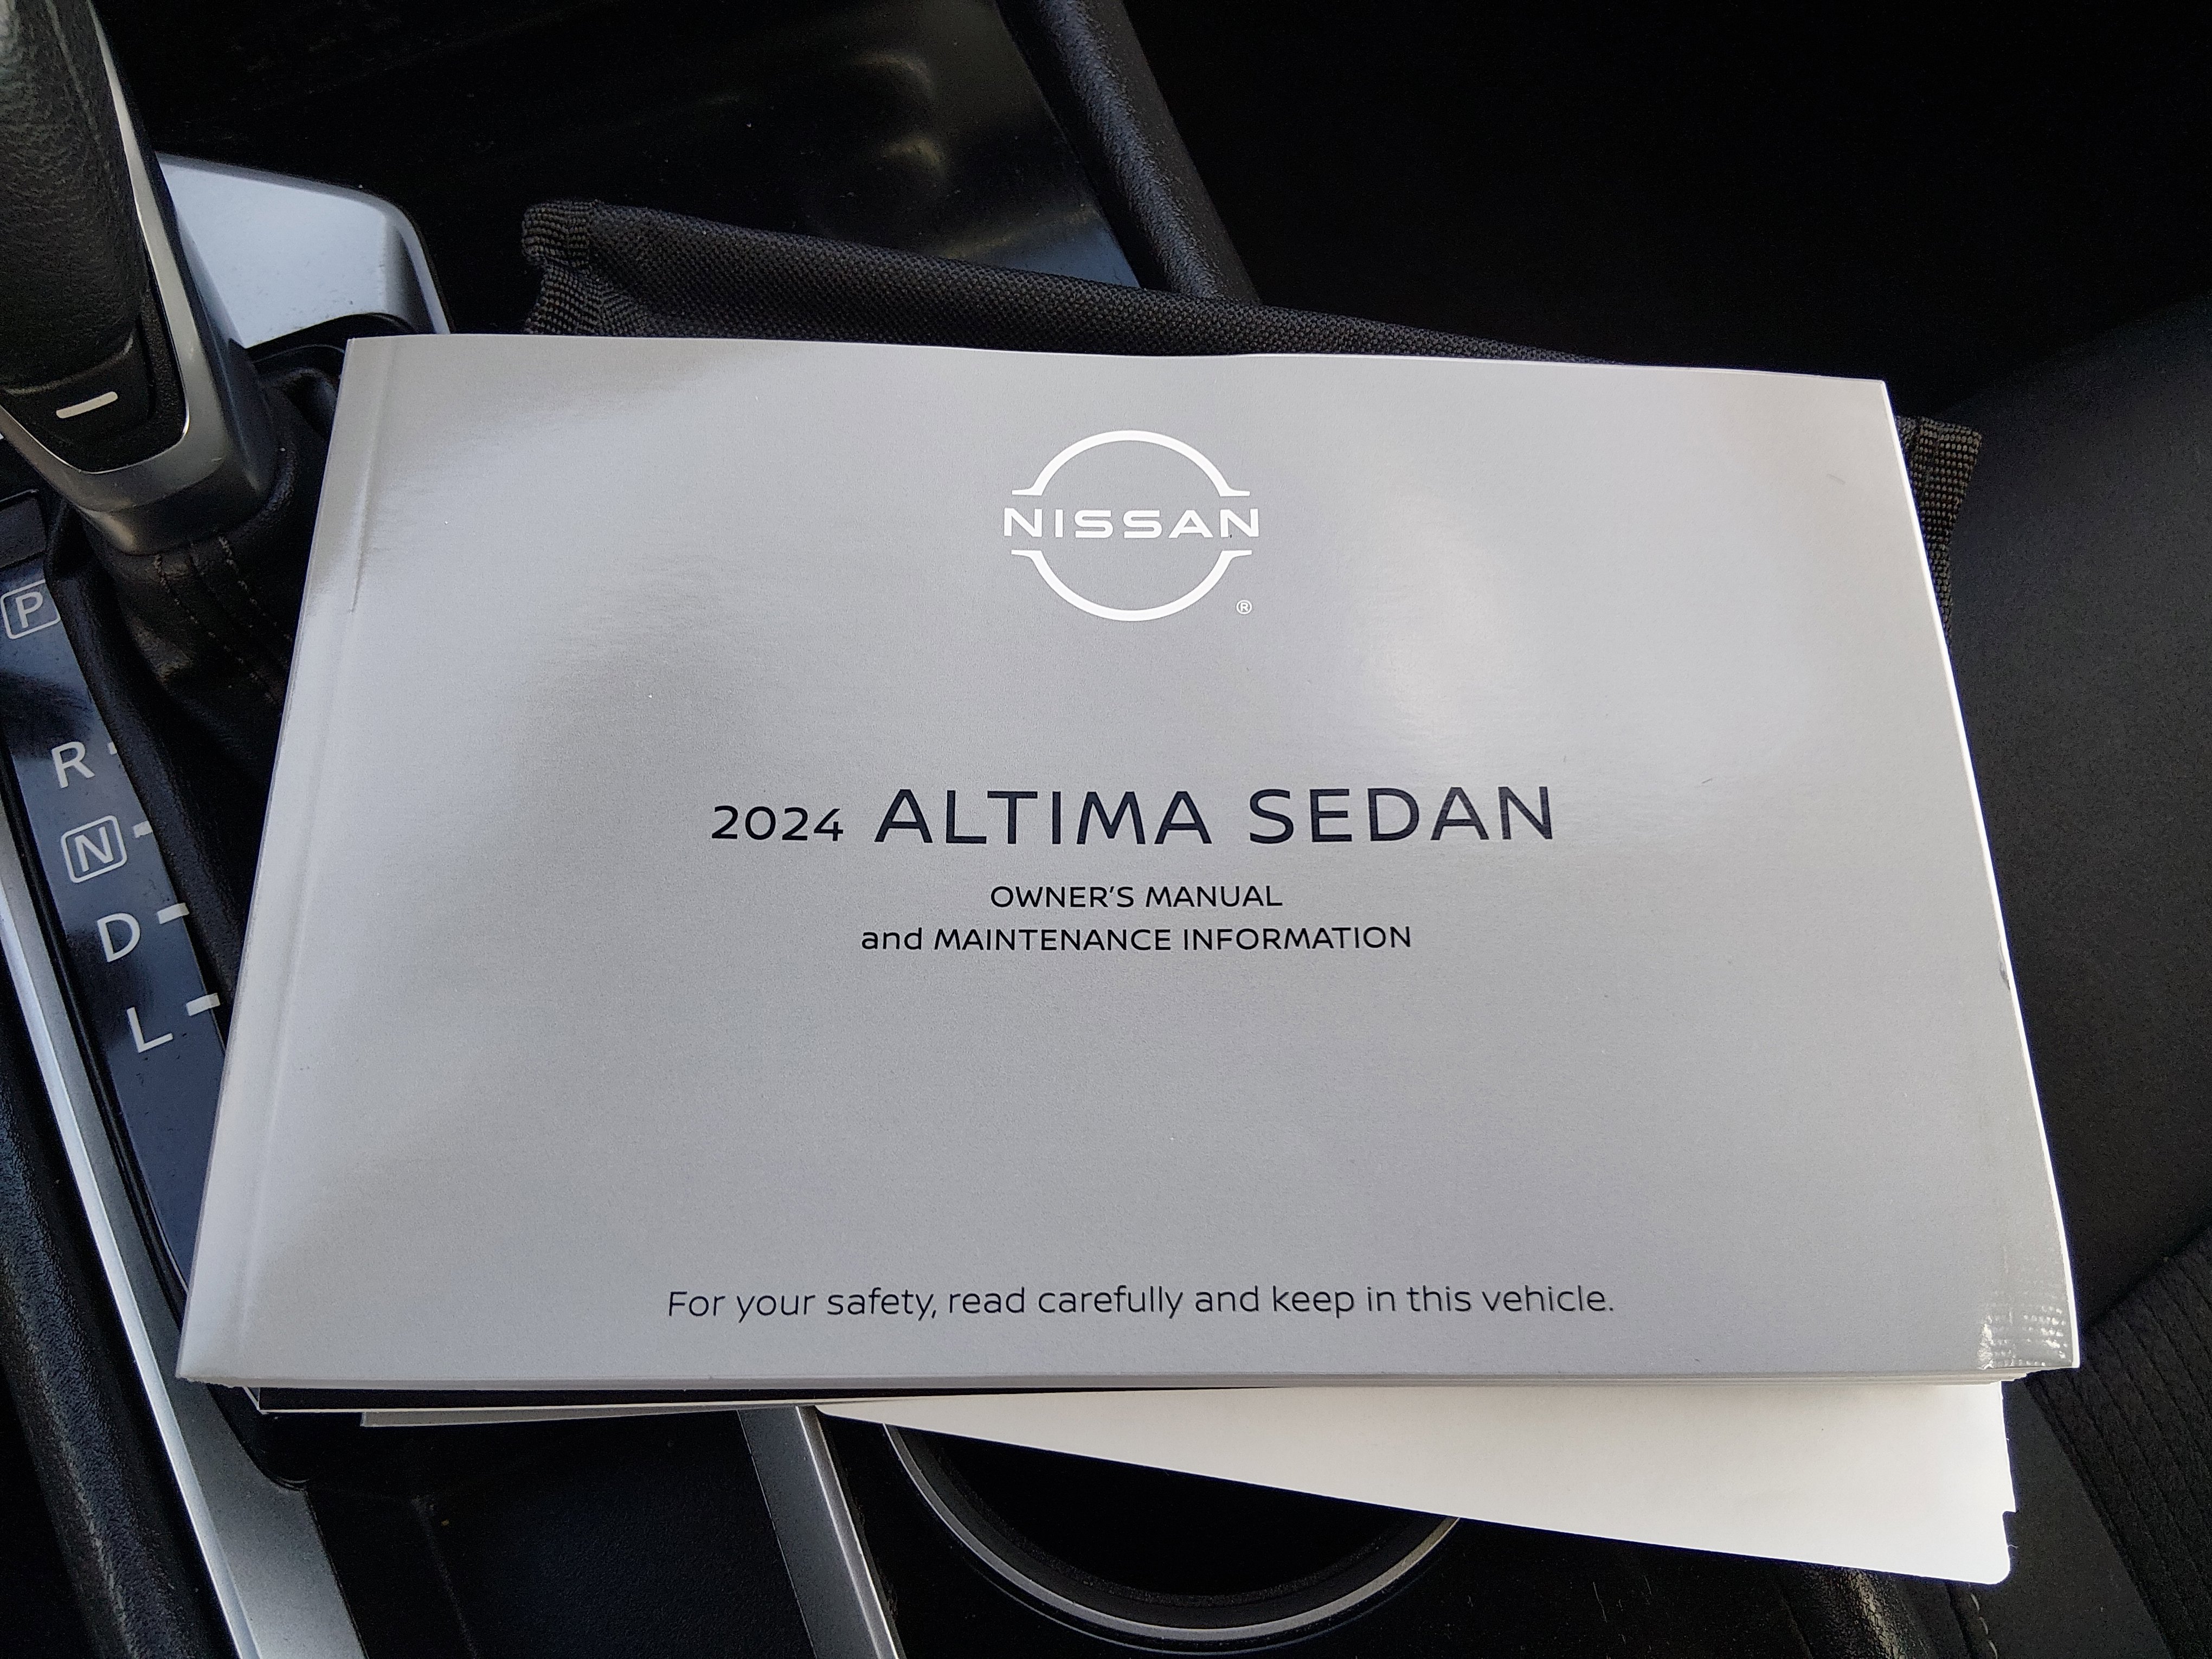 NISSAN
®
2024 ALTIMA SEDAN
OWNER'S MANUAL
and MAINTENANCE INFORMATION
For your safety, read carefully and keep in this vehicle.
P
R
N
D
L